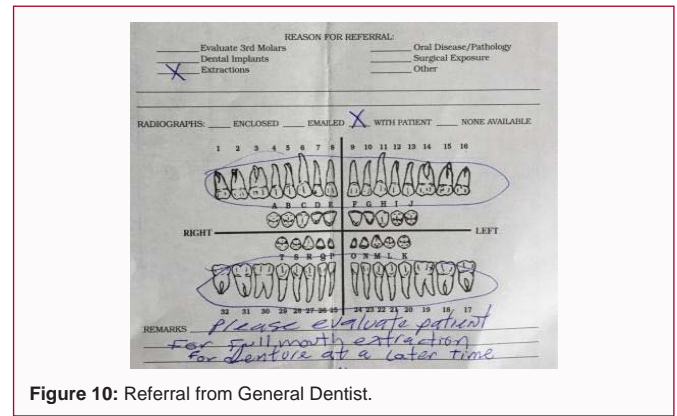 REASON FOR REFERRAL:
Evaluate 3rd Molars
Dental Implants
X Extractions
Oral Disease/Pathology
Surgical Exposure
Other
RADIOGRAPHS: ENCLOSED EMAILED X WITH PATIENT NONE AVAILABLE
1 2 3 4 5 6 7 8 9 10 11 12 13 14 15 16
A B C D E F G H I J
RIGHT LEFT
T S R Q P O N M L K
32 31 30 29 28 27 26 25 24 23 22 21 20 19 18 17
REMARKS Please evaluate patient
For Full mouth extraction
for Denture at a later time
Figure 10: Referral from General Dentist.